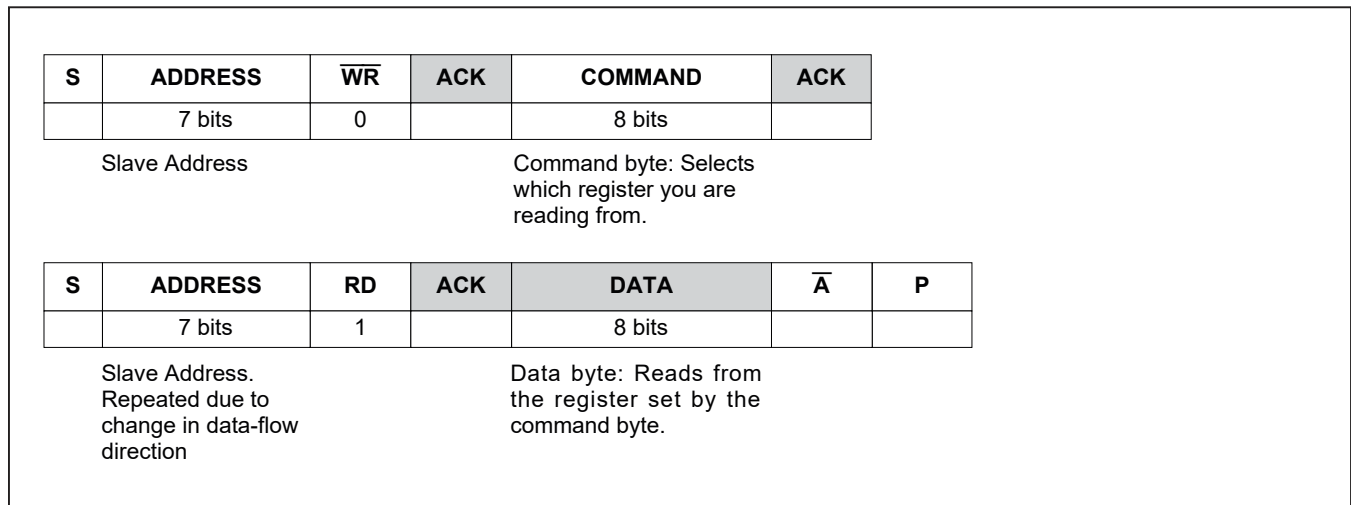 S ADDRESS W̅R̅ ACK COMMAND ACK
7 bits 0 8 bits
Slave Address Command byte: Selects
which register you are
reading from.
S ADDRESS RD ACK DATA A̅ P
7 bits 1 8 bits
Slave Address. Data byte: Reads from
Repeated due to the register set by the
change in data-flow command byte.
direction